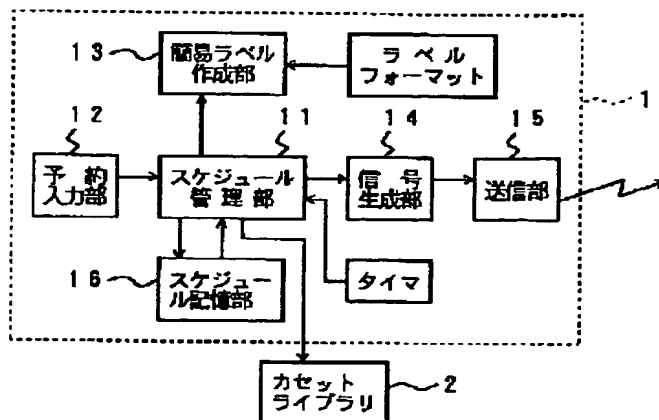 13
簡易ラベル
作成部
ラベル
フォーマット
1
12
11
14
15
予約
入力部
スケジュール
管理部
信号
生成部
送信部
16
スケジュー
ル記憶部
タイマ
カセット
ライブラリ
2